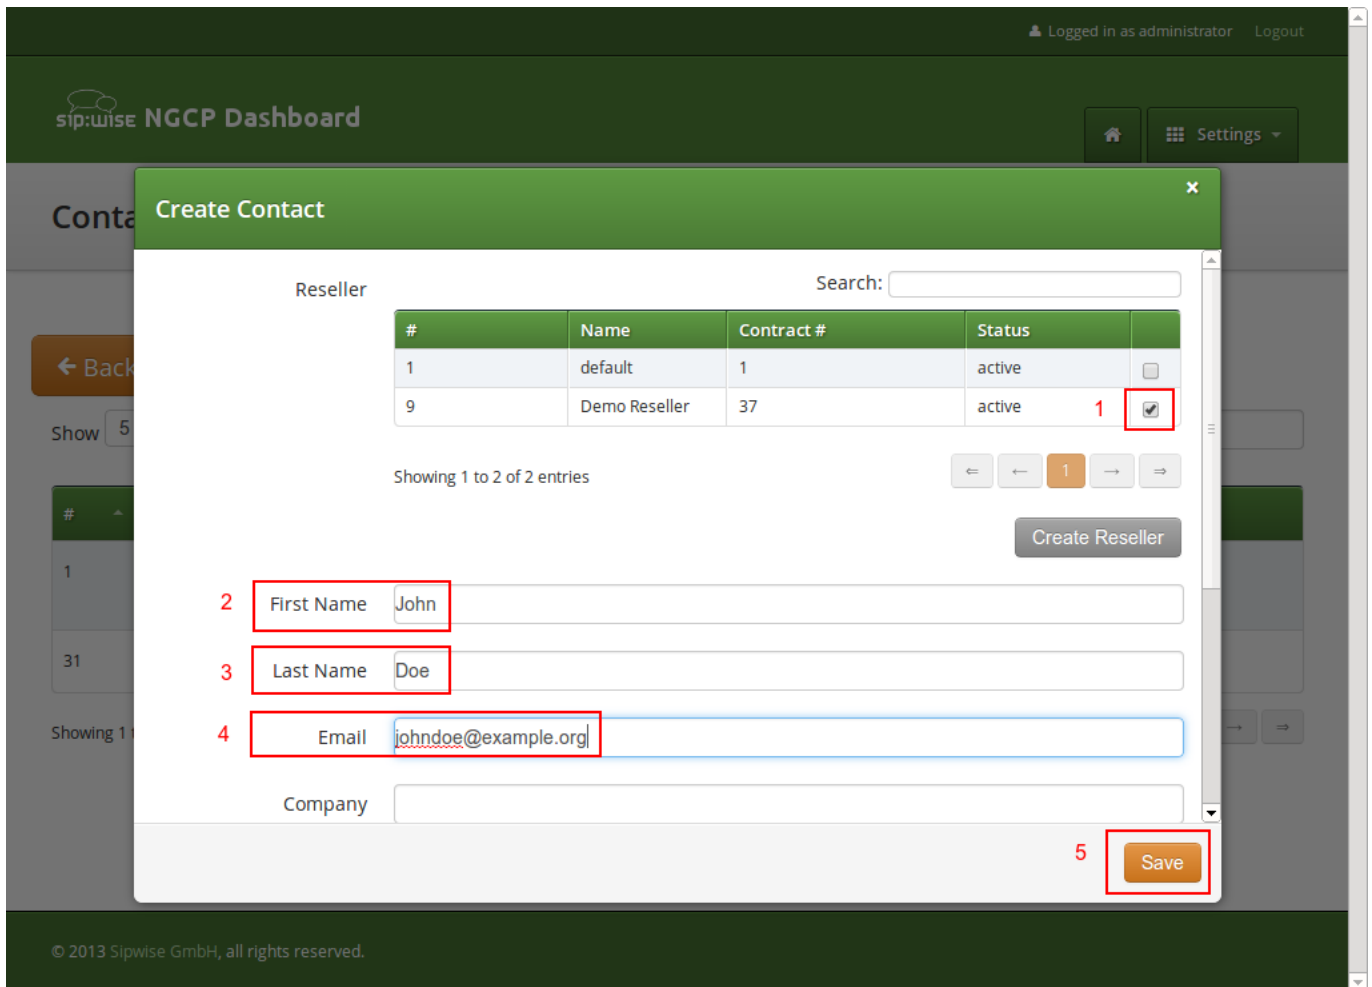 Logged in as administrator Logout
sip:wise NGCP Dashboard
Settings
Conta
Create Contact ×
Back
Show 5
#
1
31
Showing 1 t
Reseller
Search:
# Name Contract # Status
1 default 1 active
9 Demo Reseller 37 active 1
Showing 1 to 2 of 2 entries
⇐ ← 1 → ⇒
Create Reseller
2 First Name John
3 Last Name Doe
4 Email johndoe@example.org
→ ⇒
Company
5 Save
© 2013 Sipwise GmbH, all rights reserved.